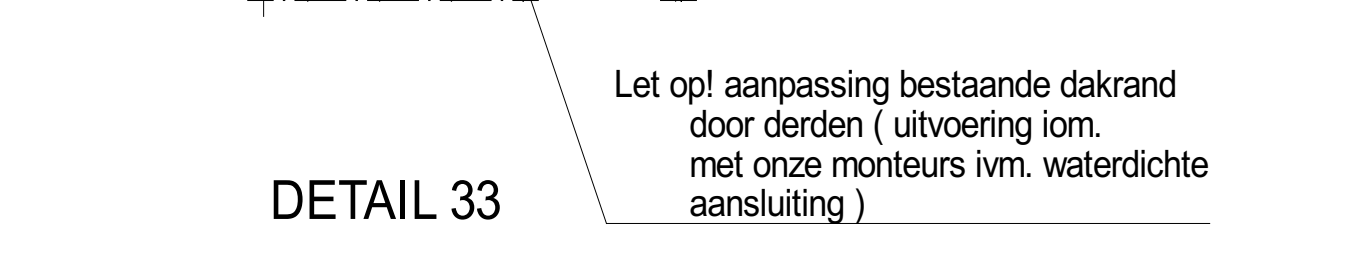 Let op! aanpassing bestaande dakrand
door derden ( uitvoering iom.
met onze monteurs ivm. waterdichte
aansluiting )
DETAIL 33